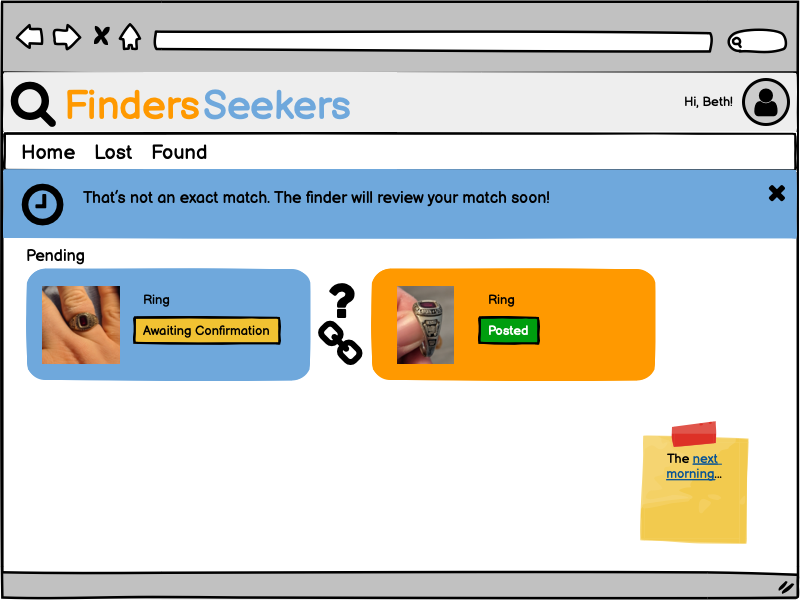 FindersSeekers
Hi, Beth!
Home Lost Found
That's not an exact match. The finder will review your match soon!
Pending
Ring
Awaiting Confirmation
Ring
Posted
The next
morning...